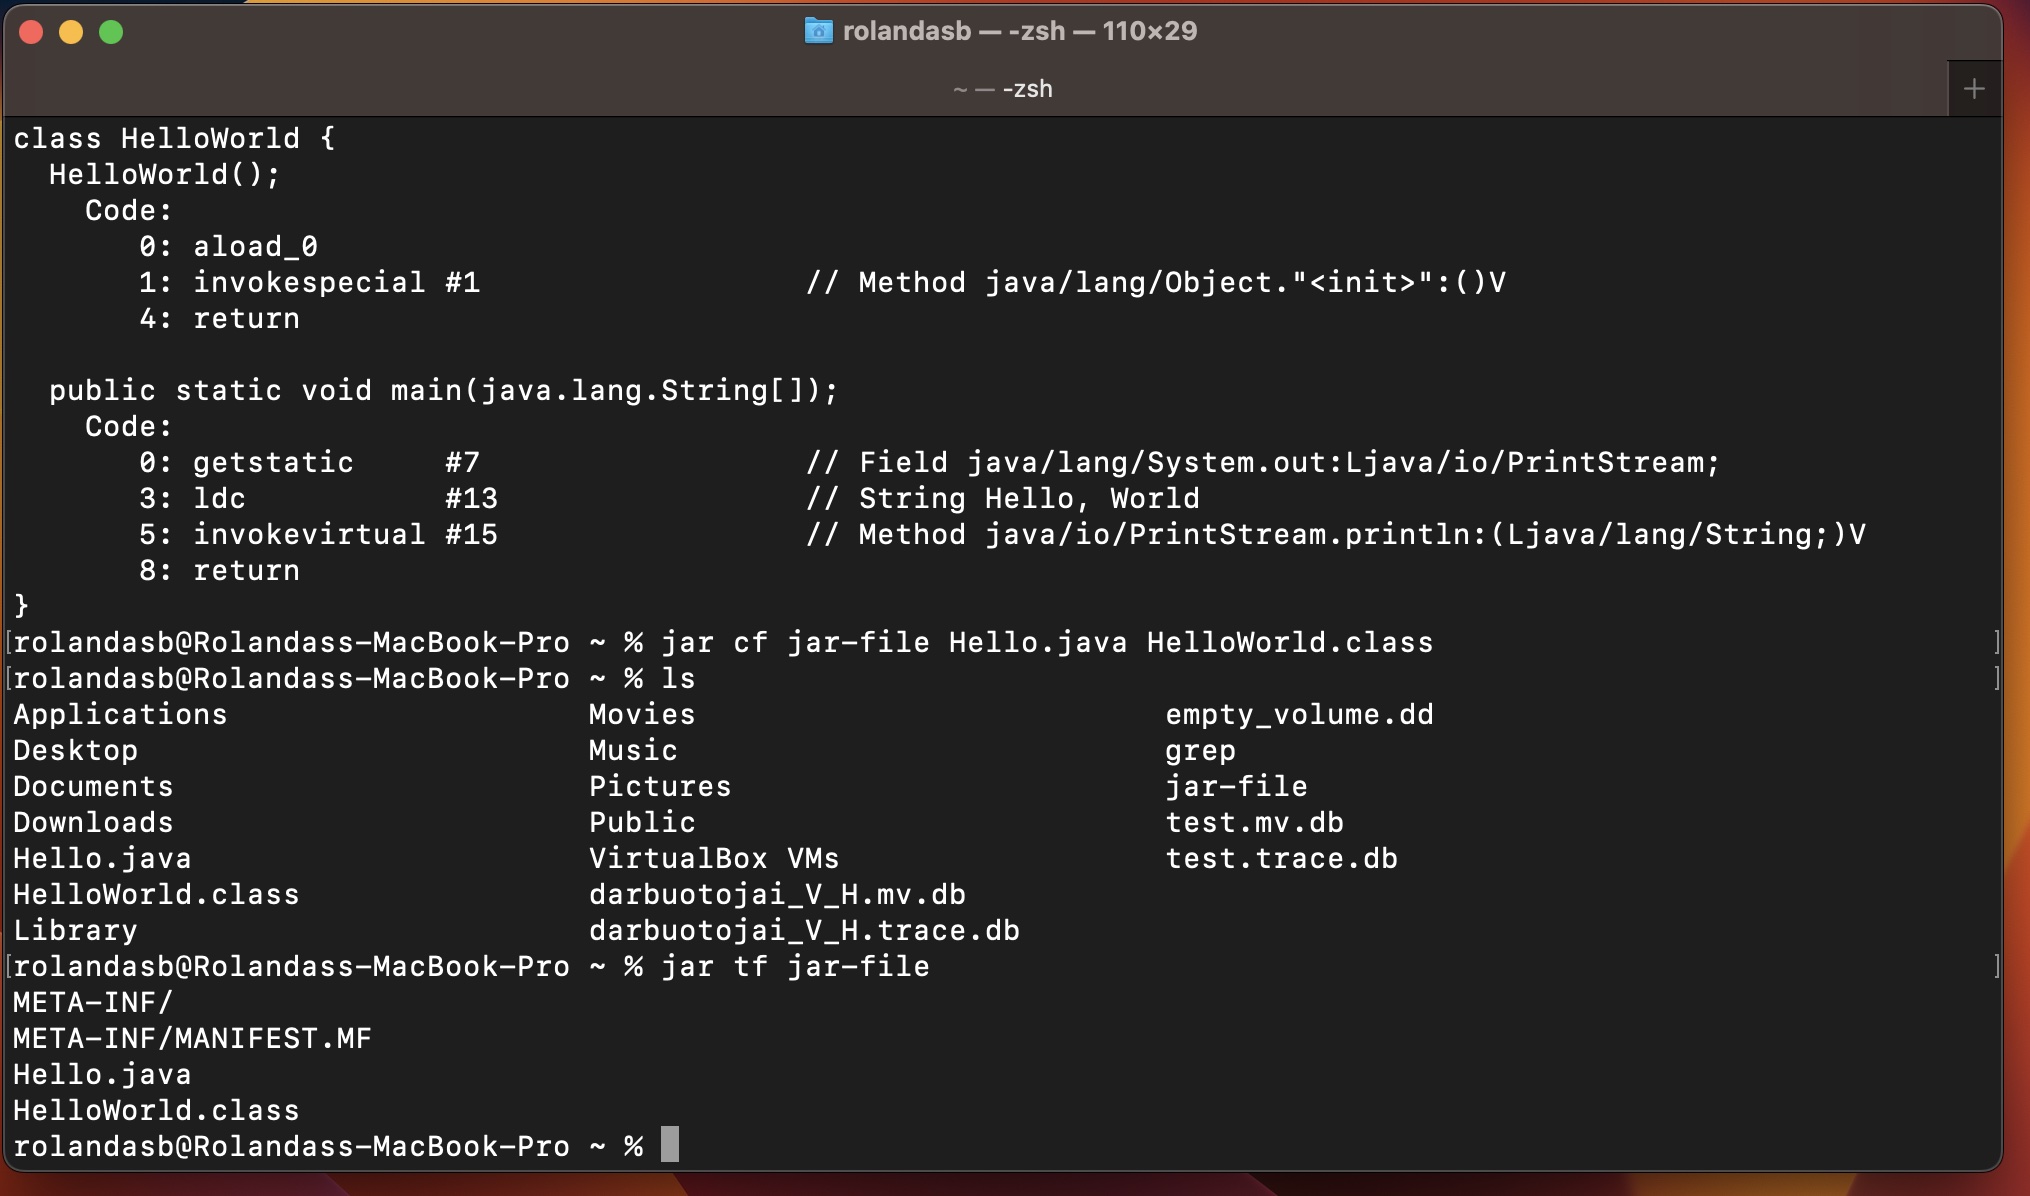 rolandasb — -zsh — 110×29
~ — -zsh
class HelloWorld {
  HelloWorld();
    Code:
       0: aload_0
       1: invokespecial #1                  // Method java/lang/Object."<init>":()V
       4: return

  public static void main(java.lang.String[]);
    Code:
       0: getstatic     #7                  // Field java/lang/System.out:Ljava/io/PrintStream;
       3: ldc           #13                 // String Hello, World
       5: invokevirtual #15                 // Method java/io/PrintStream.println:(Ljava/lang/String;)V
       8: return
}
[rolandasb@Rolandass-MacBook-Pro ~ % jar cf jar-file Hello.java HelloWorld.class ]
[rolandasb@Rolandass-MacBook-Pro ~ % ls ]
Applications                    Movies                          empty_volume.dd
Desktop                         Music                           grep
Documents                       Pictures                        jar-file
Downloads                       Public                          test.mv.db
Hello.java                      VirtualBox VMs                  test.trace.db
HelloWorld.class                darbuotojai_V_H.mv.db
Library                         darbuotojai_V_H.trace.db
[rolandasb@Rolandass-MacBook-Pro ~ % jar tf jar-file ]
META-INF/
META-INF/MANIFEST.MF
Hello.java
HelloWorld.class
rolandasb@Rolandass-MacBook-Pro ~ %